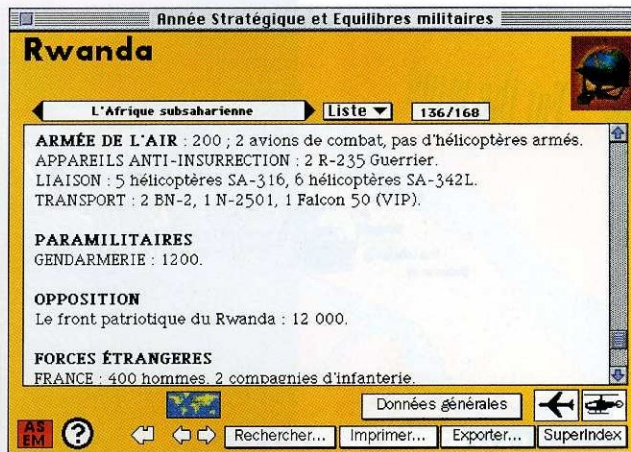 Année Stratégique et Equilibres militaires
Rwanda
L'Afrique subsaharienne
Liste
136/168
ARMÉE DE L'AIR : 200 ; 2 avions de combat, pas d'hélicoptères armés.
APPAREILS ANTI-INSURRECTION : 2 R-235 Guerrier.
LIAISON : 5 hélicoptères SA-316, 6 hélicoptères SA-342L.
TRANSPORT : 2 BN-2, 1 N-2501, 1 Falcon 50 (VIP).
PARAMILITAIRES
GENDARMERIE : 1200.
OPPOSITION
Le front patriotique du Rwanda : 12 000.
FORCES ÉTRANGERES
FRANCE : 400 hommes. 2 compagnies d'infanterie.
Données générales
AS
EM
?
Rechercher...
Imprimer...
Exporter...
SuperIndex